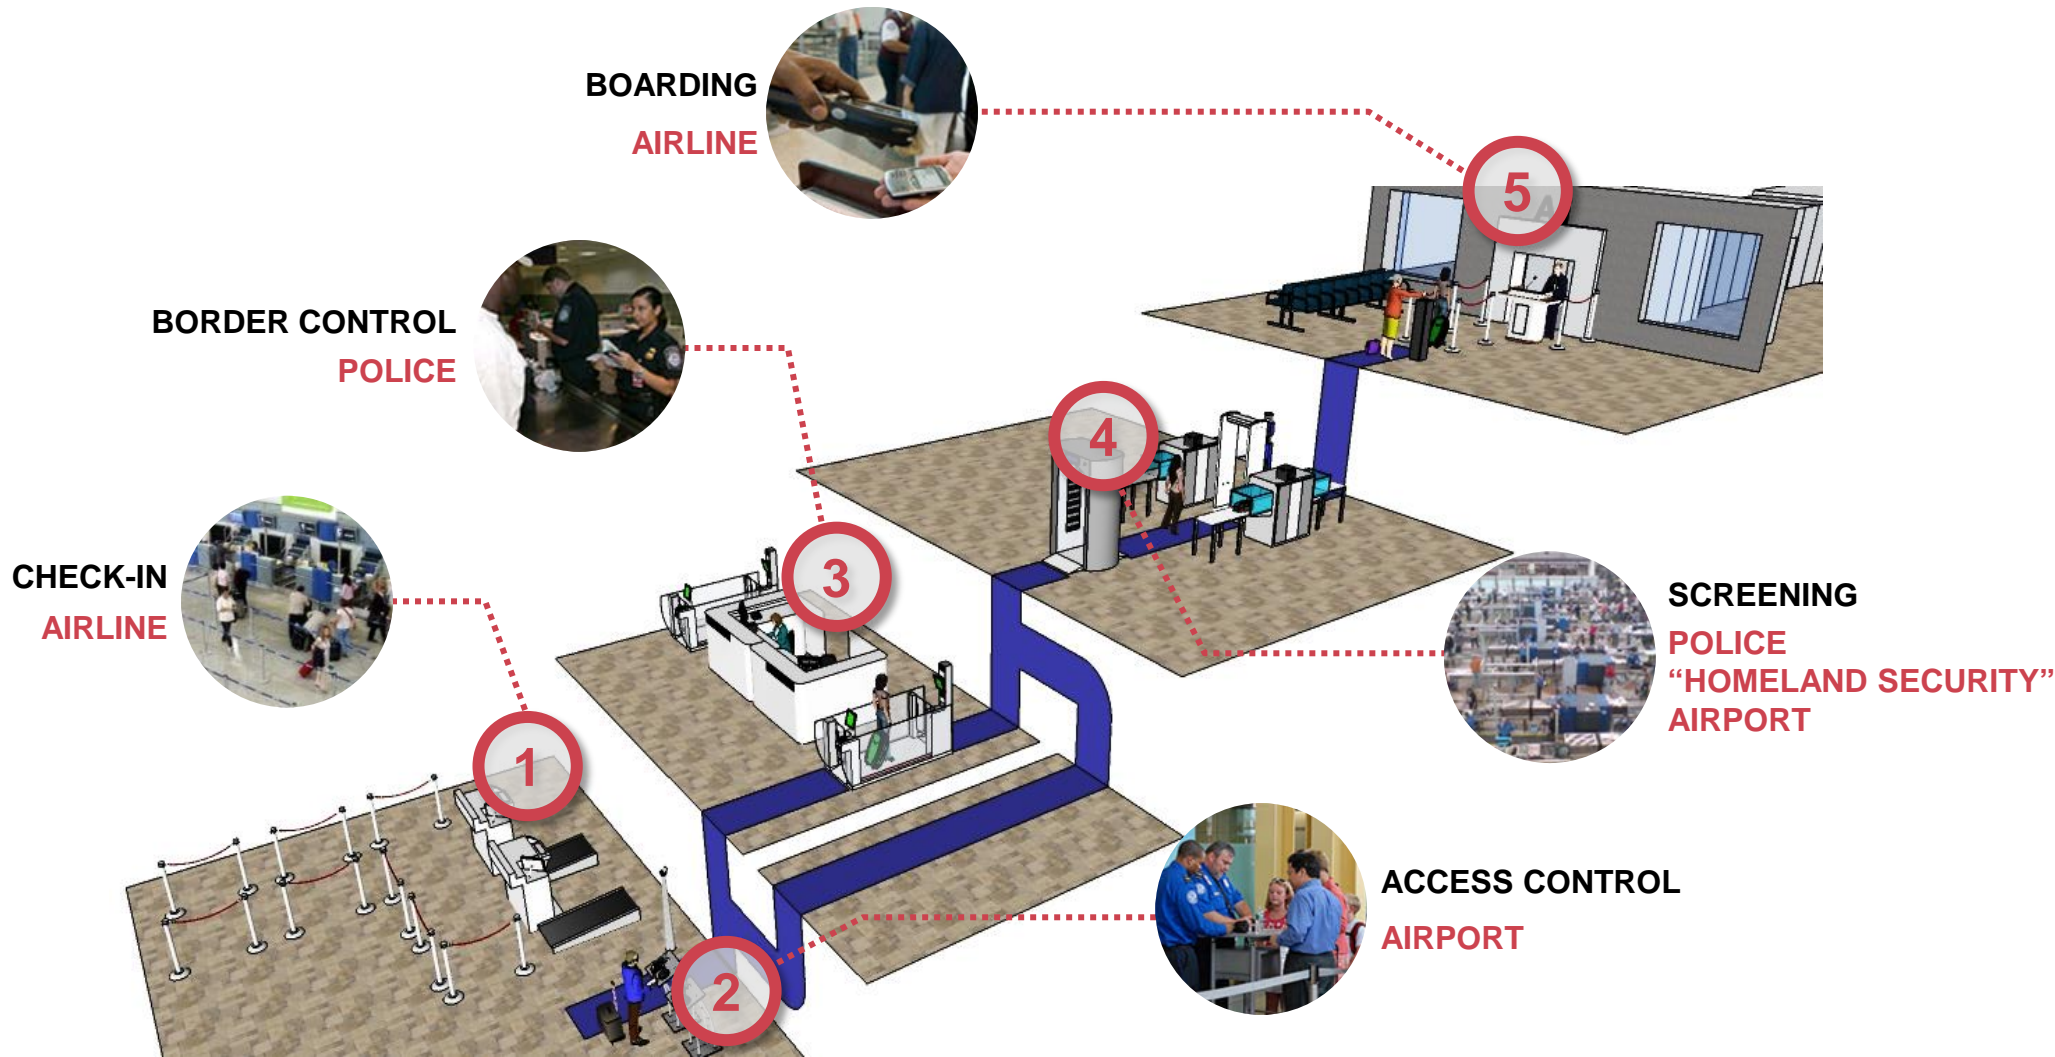 BOARDING
AIRLINE
5
BORDER CONTROL
POLICE
4
3
CHECK-IN
AIRLINE
SCREENING
POLICE
“HOMELAND SECURITY”
AIRPORT
1
ACCESS CONTROL
AIRPORT
2
A